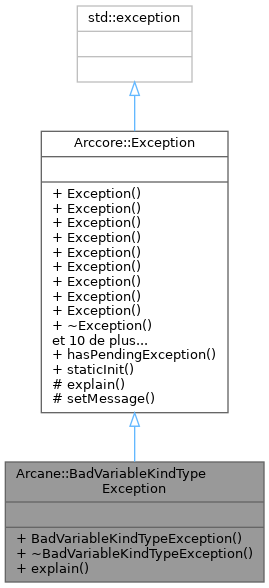 std::exception
Arccore::Exception
+ Exception()
+ Exception()
+ Exception()
+ Exception()
+ Exception()
+ Exception()
+ Exception()
+ Exception()
+ Exception()
+ ~Exception()
et 10 de plus...
+ hasPendingException()
+ staticInit()
# explain()
# setMessage()
Arcane::BadVariableKindType
Exception
+ BadVariableKindTypeException()
+ ~BadVariableKindTypeException()
+ explain()